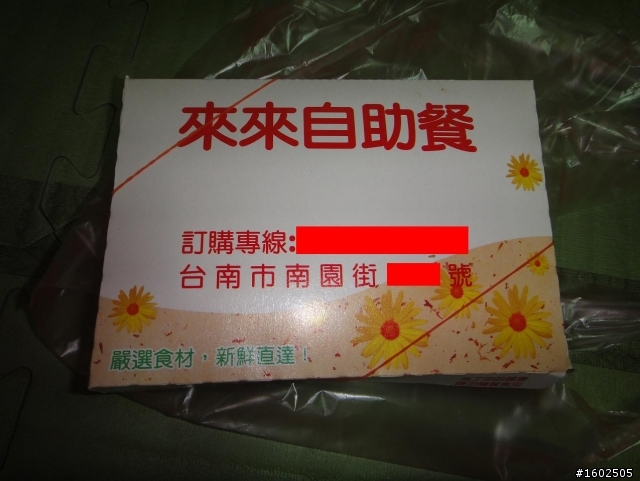 來來自助餐
訂購專線:
台南市南園街 號
嚴選食材，新鮮直達！
#1602505